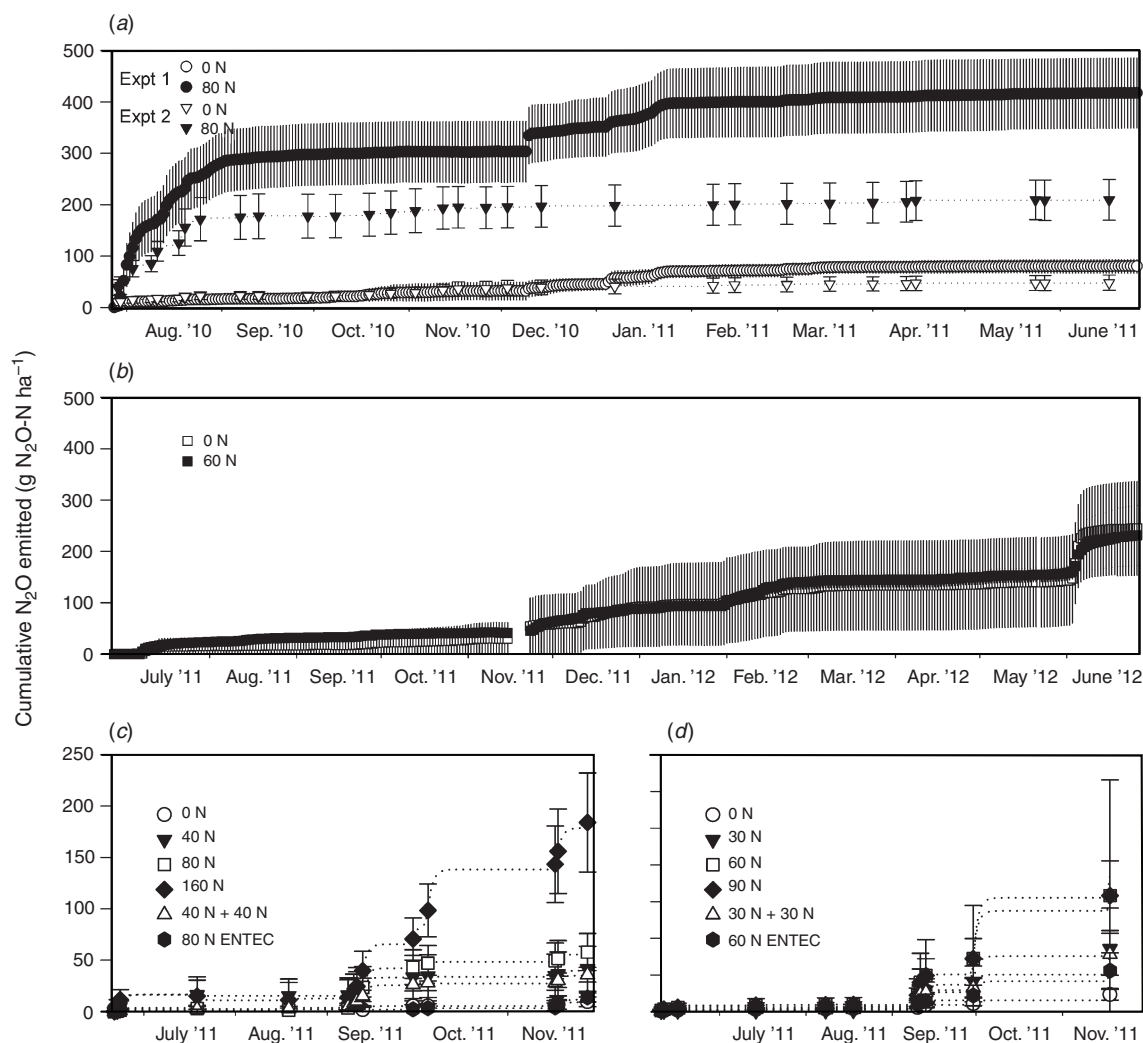 (a)
500
400
300
200
100
0
Expt 1
0 N
80 N
Expt 2
0 N
80 N
Aug. '10 Sep. '10 Oct. '10 Nov. '10 Dec. '10 Jan. '11 Feb. '11 Mar. '11 Apr. '11 May '11 June '11
Cumulative N₂O emitted (g N₂O-N ha⁻¹)
(b)
500
400
300
200
100
0
0 N
60 N
July '11 Aug. '11 Sep. '11 Oct. '11 Nov. '11 Dec. '11 Jan. '12 Feb. '12 Mar. '12 Apr. '12 May '12 June '12
(c)
250
200
150
100
50
0
0 N
40 N
80 N
160 N
40 N + 40 N
80 N ENTEC
July '11 Aug. '11 Sep. '11 Oct. '11 Nov. '11
(d)
0 N
30 N
60 N
90 N
30 N + 30 N
60 N ENTEC
July '11 Aug. '11 Sep. '11 Oct. '11 Nov. '11